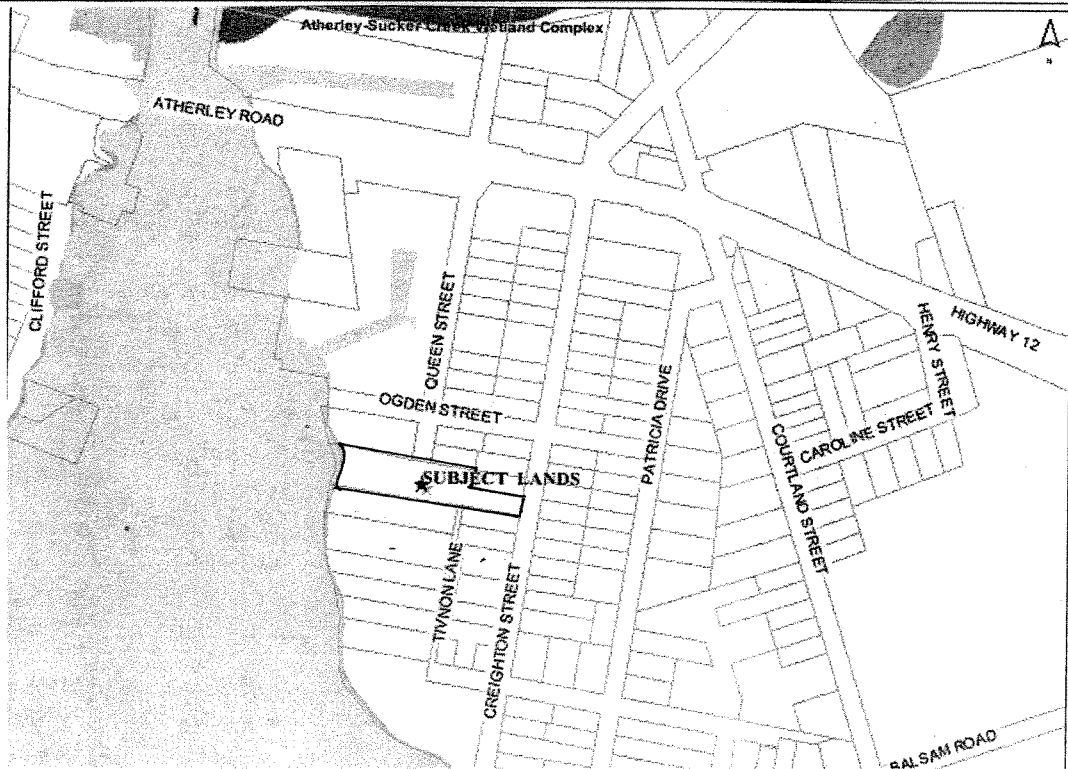 Atherley-Sucker Creek Wetland Complex
N
ATHERLEY ROAD
CLIFFORD STREET
QUEEN STREET
HENRY STREET
HIGHWAY 12
OGDEN STREET
PATRICIA DRIVE
CAROLINE STREET
COURTLAND STREET
SUBJECT LANDS
TIVNON LANE
CREIGHTON STREET
BALSAM ROAD